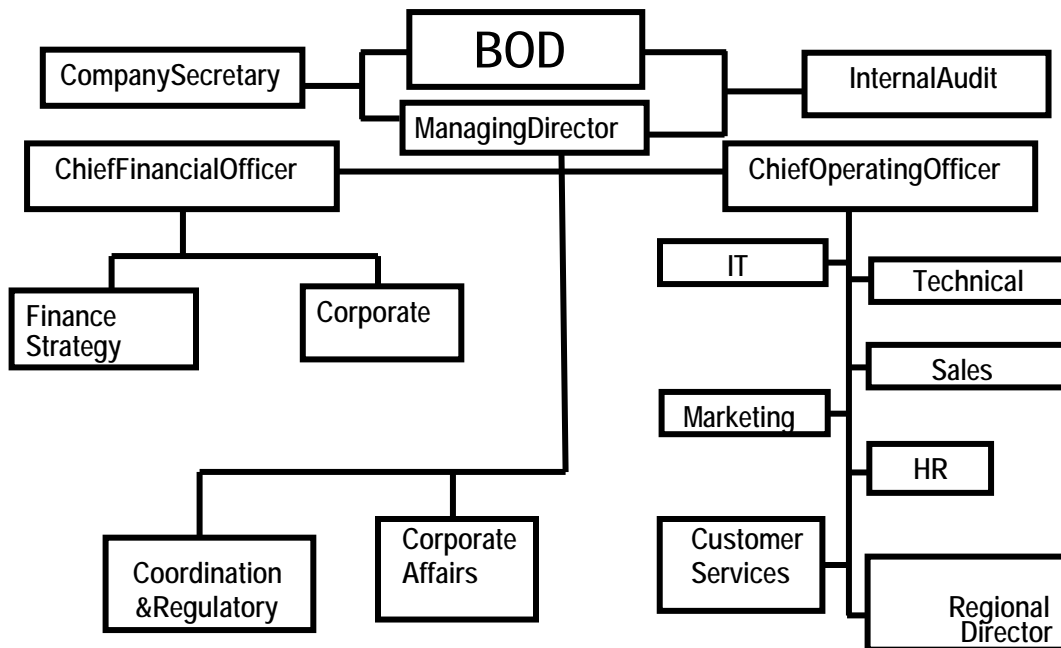 BOD
CompanySecretary
InternalAudit
ManagingDirector
ChiefFinancialOfficer
ChiefOperatingOfficer
IT
Technical
Finance
Strategy
Corporate
Sales
Marketing
HR
Coordination
&Regulatory
Corporate
Affairs
Customer
Services
Regional
Director